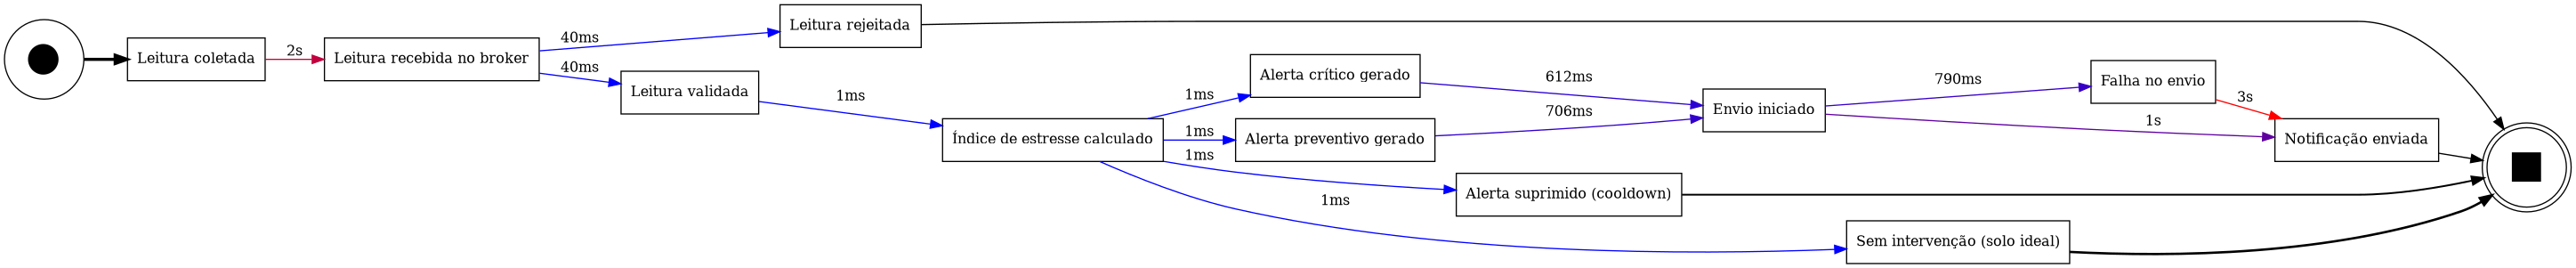 Leitura coletada
2s
Leitura recebida no broker
40ms
40ms
Leitura rejeitada
Leitura validada
1ms
Índice de estresse calculado
1ms
1ms
1ms
1ms
Alerta crítico gerado
Alerta preventivo gerado
Alerta suprimido (cooldown)
Sem intervenção (solo ideal)
612ms
706ms
Envio iniciado
790ms
1s
Falha no envio
3s
Notificação enviada